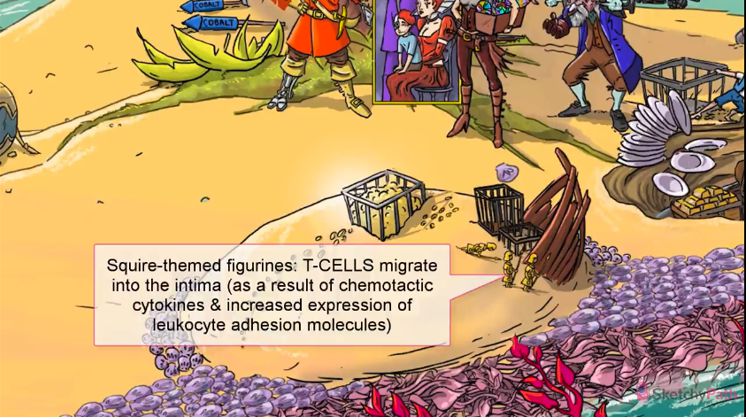 COBALT
COBALT
Squire-themed figurines: T-CELLS migrate
into the intima (as a result of chemotactic
cytokines & increased expression of
leukocyte adhesion molecules)
SketchyPath